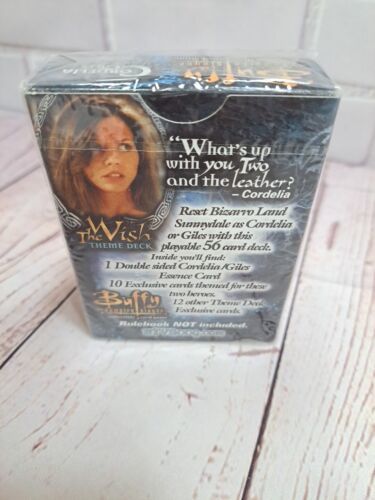 Buffy
"What's up
with you Two
and the leather?
- Cordelia
The Wish
THEME DECK
Reset Bizarro Land
Sunnydale as Cordelia
or Giles with this
playable 56 card deck.
Inside you'll find:
1 Double sided Cordelia/Giles
Essence Card
10 Exclusive cards themed for these
two heroes.
12 other Theme Deck
Exclusive cards.
Buffy
Rulebook NOT included.